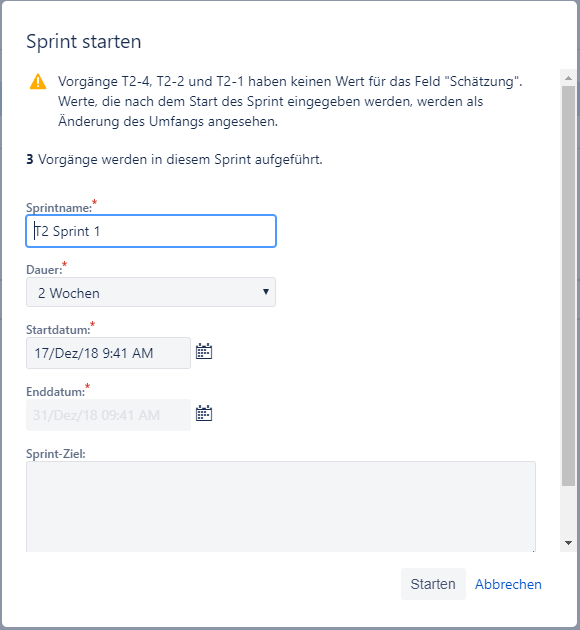 Sprint starten
Vorgänge T2-4, T2-2 und T2-1 haben keinen Wert für das Feld "Schätzung".
Werte, die nach dem Start des Sprint eingegeben werden, werden als
Änderung des Umfangs angesehen.
3 Vorgänge werden in diesem Sprint aufgeführt.
Sprintname:*
T2 Sprint 1
Dauer:*
2 Wochen
Startdatum:*
17/Dez/18 9:41 AM
Enddatum:*
31/Dez/18 09:41 AM
Sprint-Ziel:
Starten Abbrechen